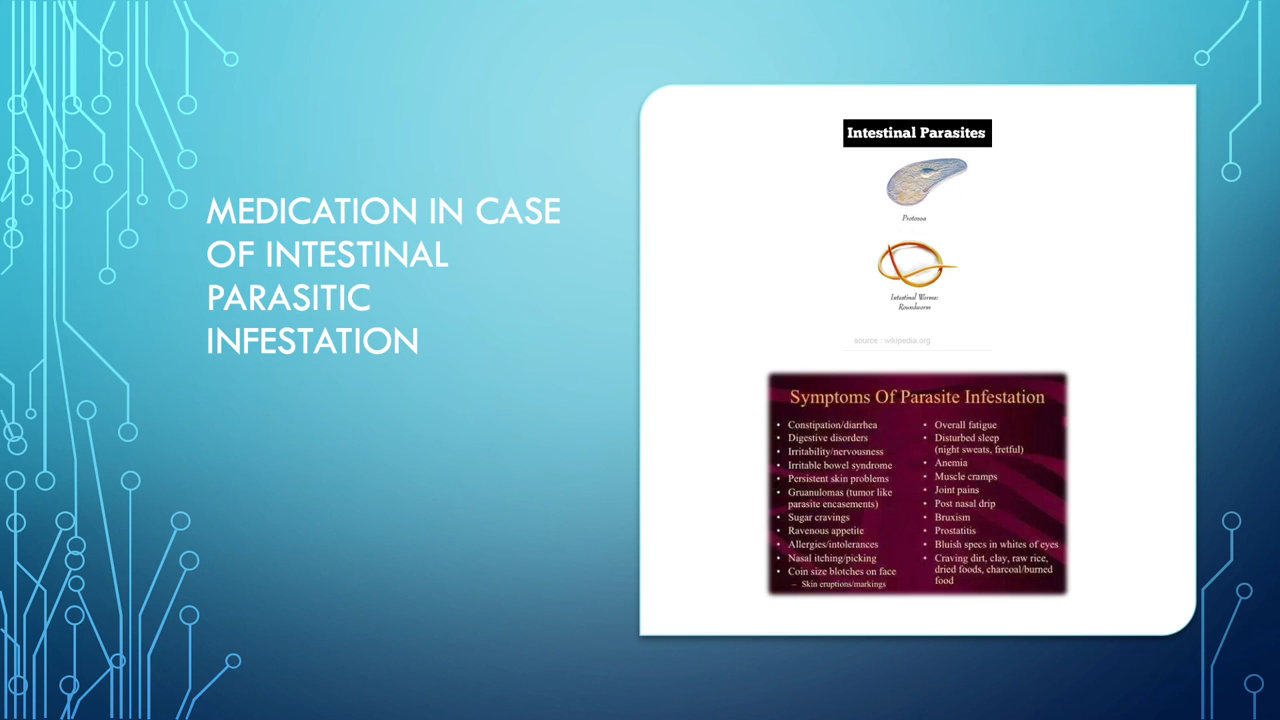 MEDICATION IN CASE
OF INTESTINAL
PARASITIC
INFESTATION
Intestinal Parasites
Protozoa
Intestinal Worms:
Roundworm
source : wikipedia.org
Symptoms Of Parasite Infestation
• Constipation/diarrhea
• Digestive disorders
• Irritability/nervousness
• Irritable bowel syndrome
• Persistent skin problems
• Gruanulomas (tumor like
parasite encasements)
• Sugar cravings
• Ravenous appetite
• Allergies/intolerances
• Nasal itching/picking
• Coin size blotches on face
– Skin eruptions/markings
• Overall fatigue
• Disturbed sleep
(night sweats, fretful)
• Anemia
• Muscle cramps
• Joint pains
• Post nasal drip
• Bruxism
• Prostatitis
• Bluish specs in whites of eyes
• Craving dirt, clay, raw rice,
dried foods, charcoal/burned
food